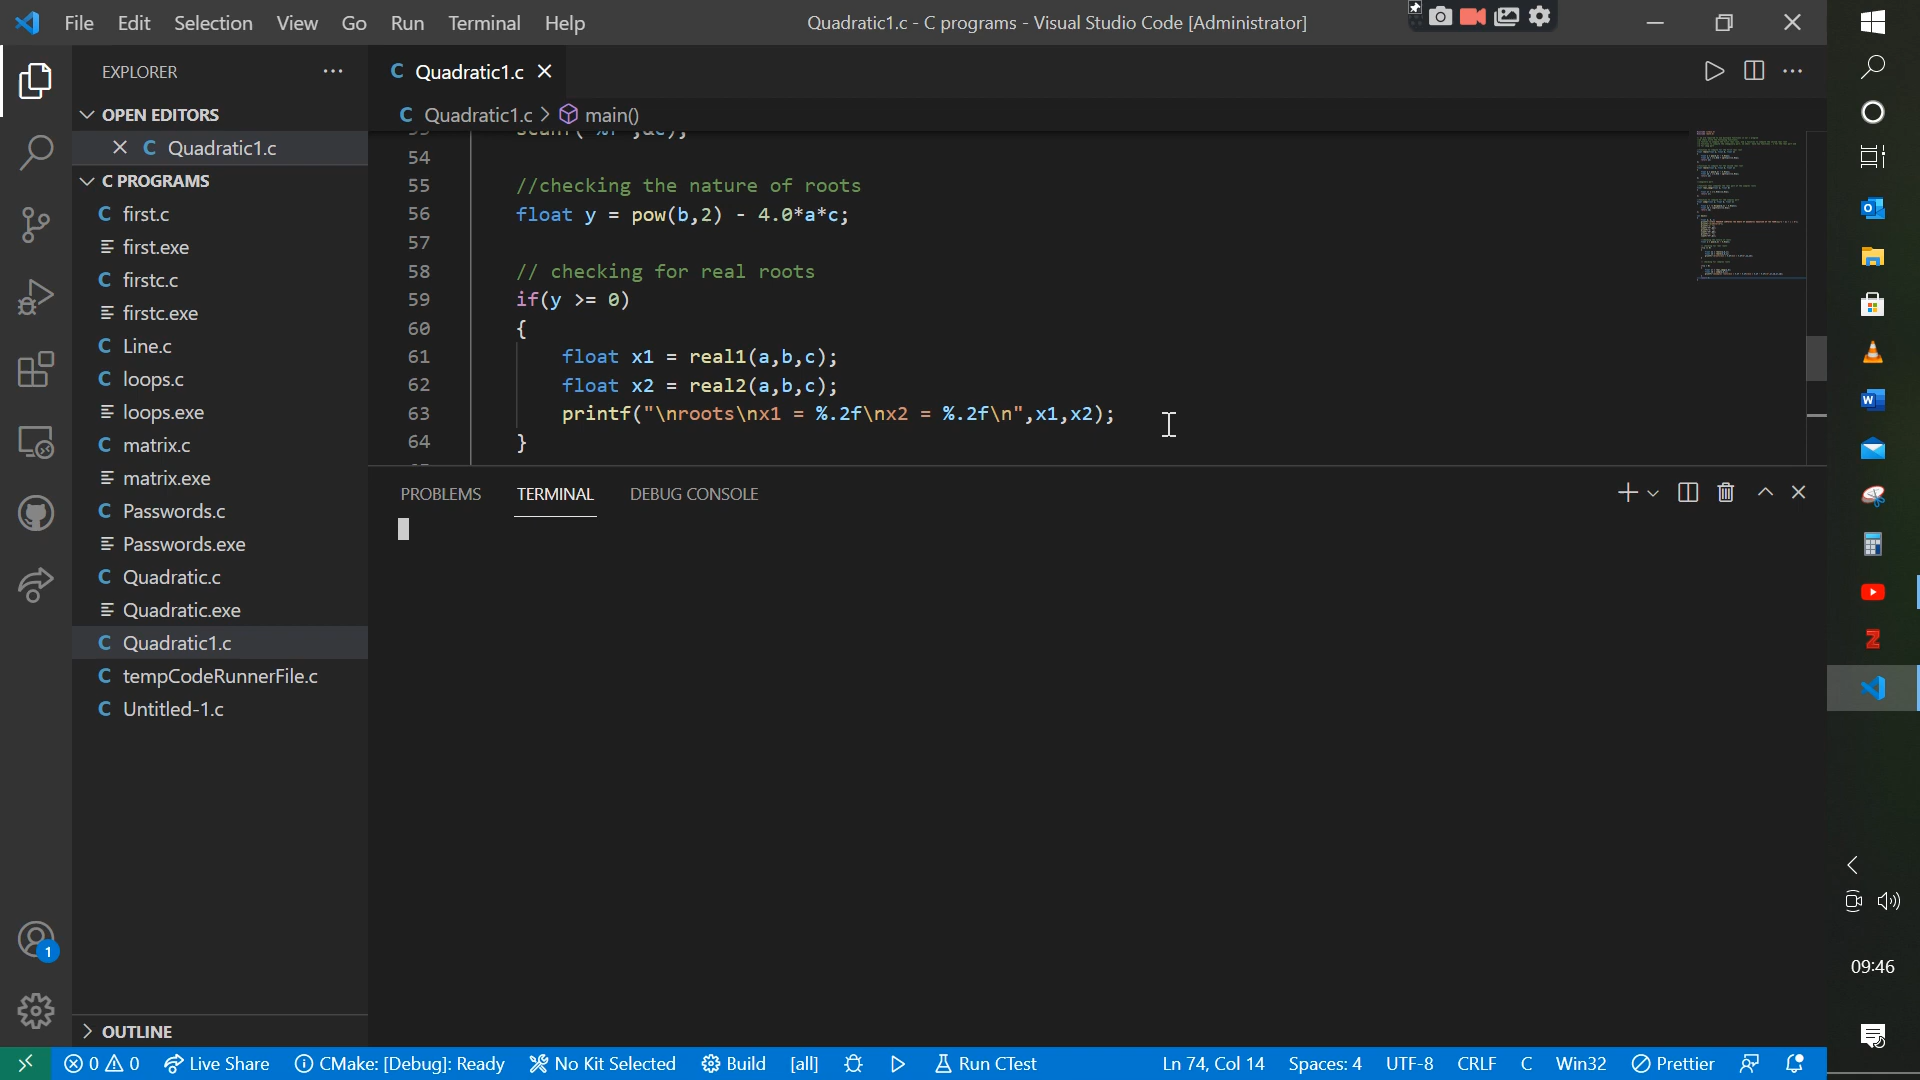 File Edit Selection View Go Run Terminal Help
Quadratic1.c - C programs - Visual Studio Code [Administrator]
EXPLORER
OPEN EDITORS
Quadratic1.c
C PROGRAMS
first.c
first.exe
firstc.c
firstc.exe
Line.c
loops.c
loops.exe
matrix.c
matrix.exe
Passwords.c
Passwords.exe
Quadratic.c
Quadratic.exe
Quadratic1.c
tempCodeRunnerFile.c
Untitled-1.c
OUTLINE
C Quadratic1.c
C Quadratic1.c > main()
54
55 //checking the nature of roots
56 float y = pow(b,2) - 4.0*a*c;
57
58 // checking for real roots
59 if(y >= 0)
60 {
61 float x1 = real1(a,b,c);
62 float x2 = real2(a,b,c);
63 printf("\nroots\nx1 = %.2f\nx2 = %.2f\n",x1,x2);
64 }
PROBLEMS TERMINAL DEBUG CONSOLE
1
0 0 Live Share CMake: [Debug]: Ready No Kit Selected Build [all] Run CTest Ln 74, Col 14 Spaces: 4 UTF-8 CRLF C Win32 Prettier
09:46